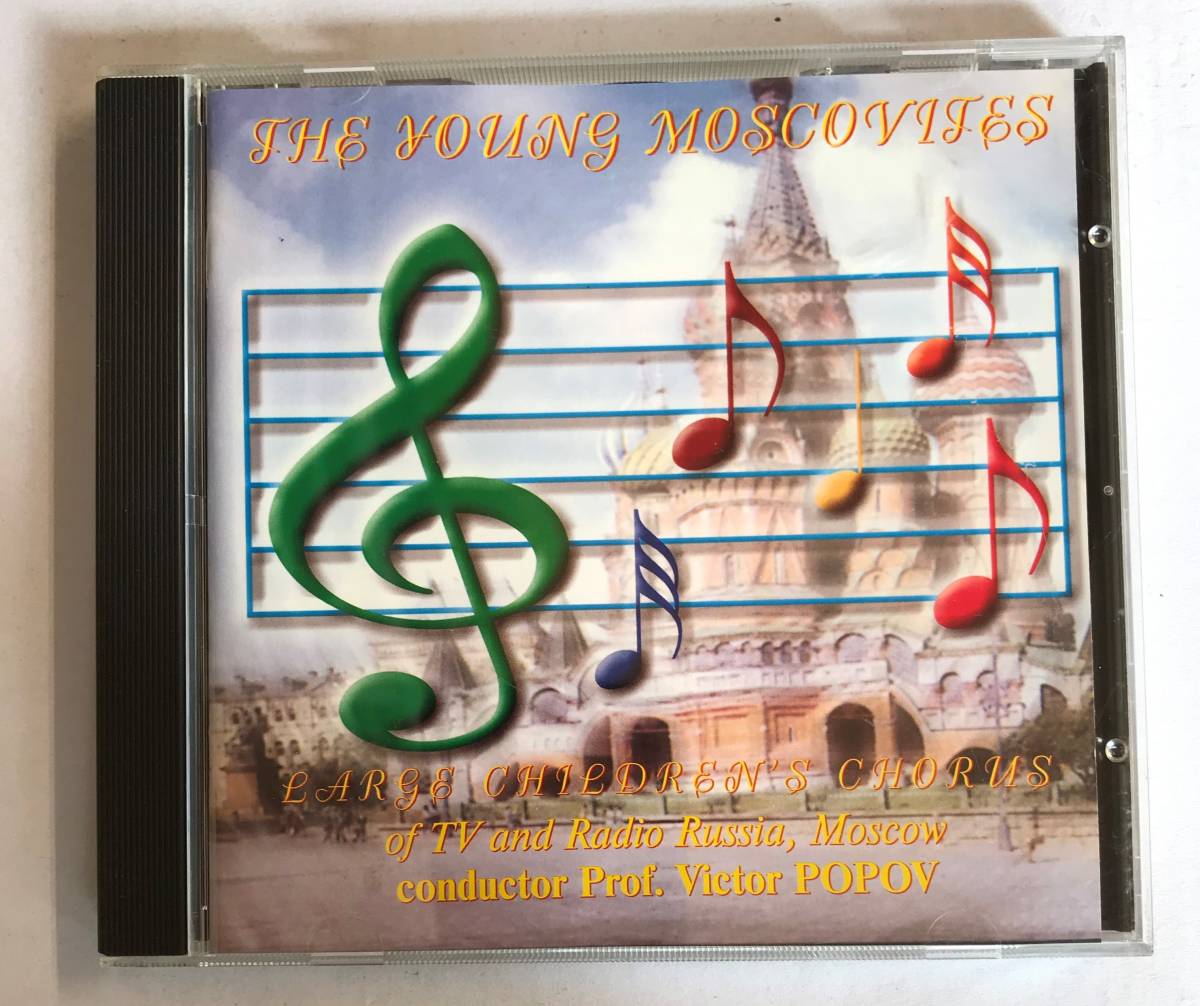 THE YOUNG MOSCOVITES
LARGE CHILDREN'S CHORUS
of TV and Radio Russia, Moscow
conductor Prof. Victor POPOV